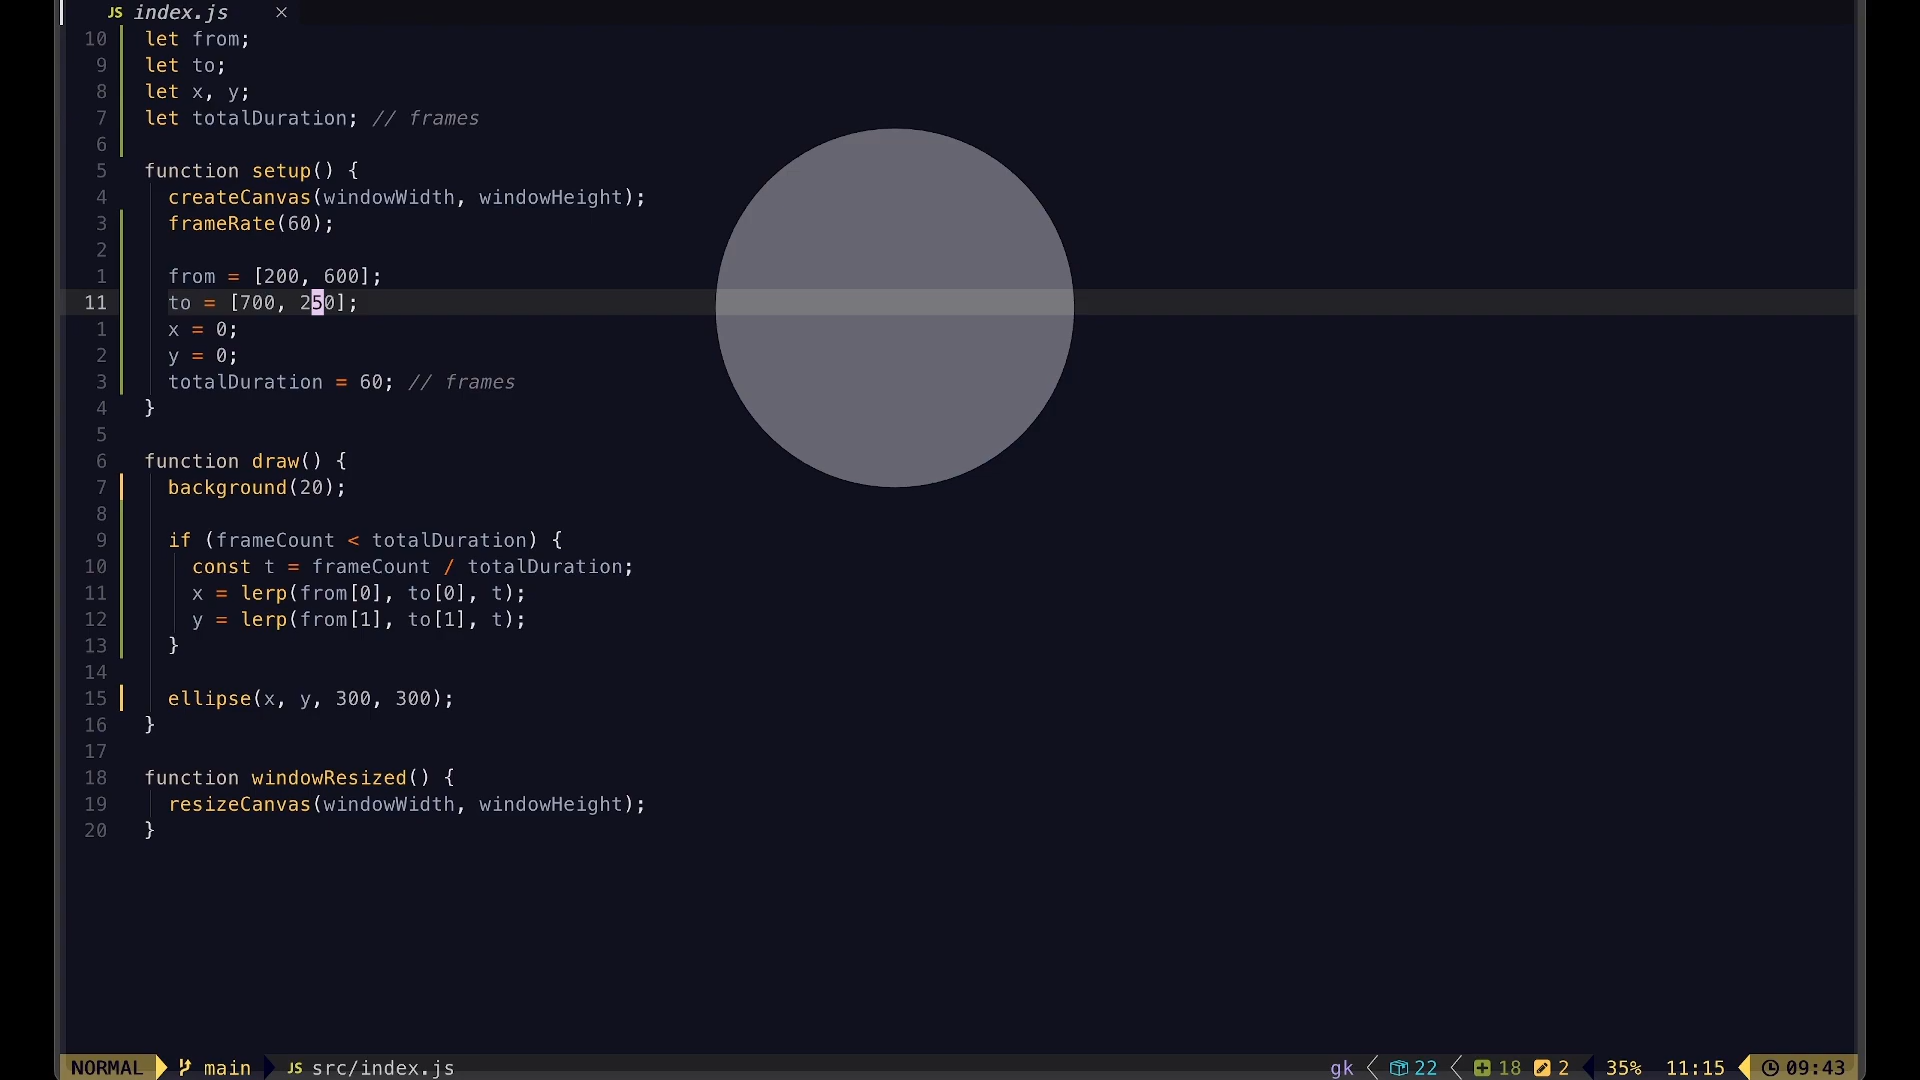 JS index.js ×
10 let from;
9 let to;
8 let x, y;
7 let totalDuration; // frames
6
5 function setup() {
4 createCanvas(windowWidth, windowHeight);
3 frameRate(60);
2
1 from = [200, 600];
11 to = [700, 250];
1 x = 0;
2 y = 0;
3 totalDuration = 60; // frames
4 }
5
6 function draw() {
7 background(20);
8
9 if (frameCount < totalDuration) {
10 const t = frameCount / totalDuration;
11 x = lerp(from[0], to[0], t);
12 y = lerp(from[1], to[1], t);
13 }
14
15 ellipse(x, y, 300, 300);
16 }
17
18 function windowResized() {
19 resizeCanvas(windowWidth, windowHeight);
20 }
NORMAL main JS src/index.js gk 22 18 2 35% 11:15 09:43